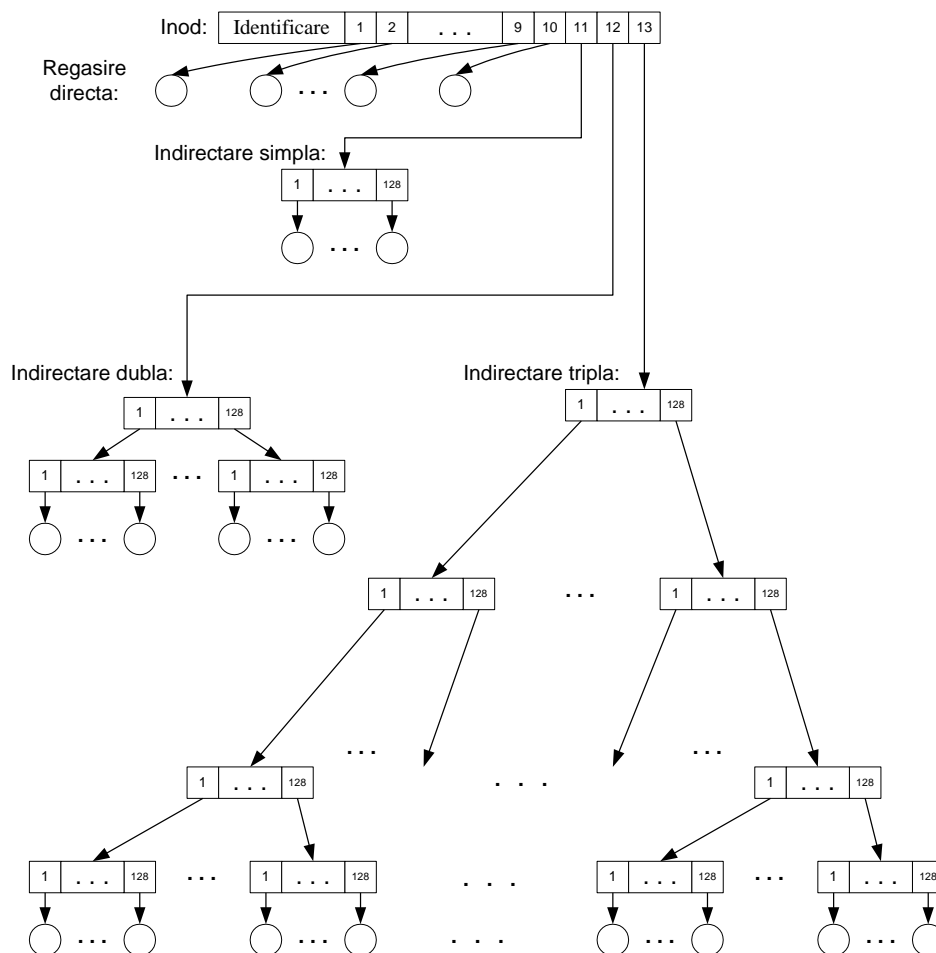 Inod: Identificare 1 2 . . . 9 10 11 12 13
Regasire
directa:
. . .
Indirectare simpla:
1 . . . 128
. . .
Indirectare dubla:
1 . . . 128
1 . . . 128 . . . 1 . . . 128
. . . . . .
Indirectare tripla:
1 . . . 128
1 . . . 128 . . . 1 . . . 128
. . . . . .
1 . . . 128 . . . 1 . . . 128
1 . . . 128 . . . 1 . . . 128 . . . 1 . . . 128 . . . 1 . . . 128
. . . . . . . . . . . . . . .